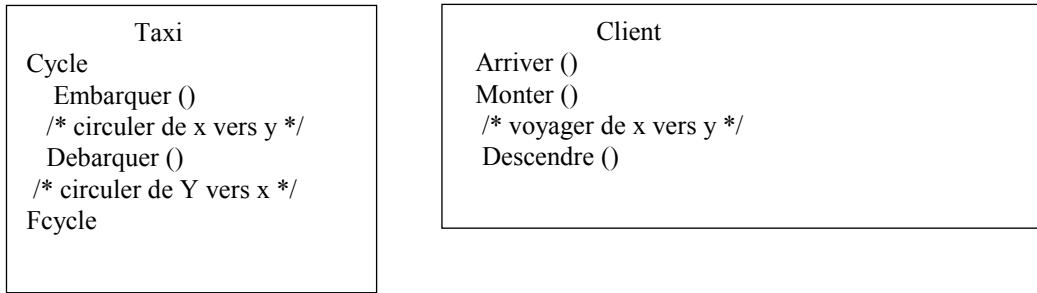 Taxi
Cycle
Embarquer ()
/* circuler de x vers y */
Debarquer ()
/* circuler de Y vers x */
Fcycle
Client
Arriver ()
Monter ()
/* voyager de x vers y */
Descendre ()